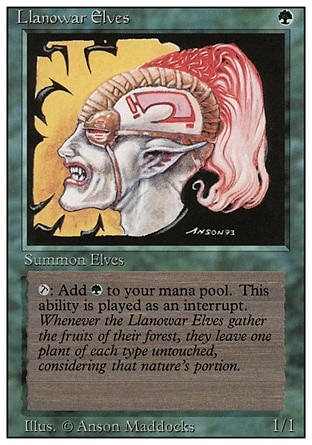 Llanowar Elves
ANSON93
Summon Elves
: Add to your mana pool. This
ability is played as an interrupt.
Whenever the Llanowar Elves gather
the fruits of their forest, they leave one
plant of each type untouched,
considering that nature's portion.
Illus. © Anson Maddocks 1/1